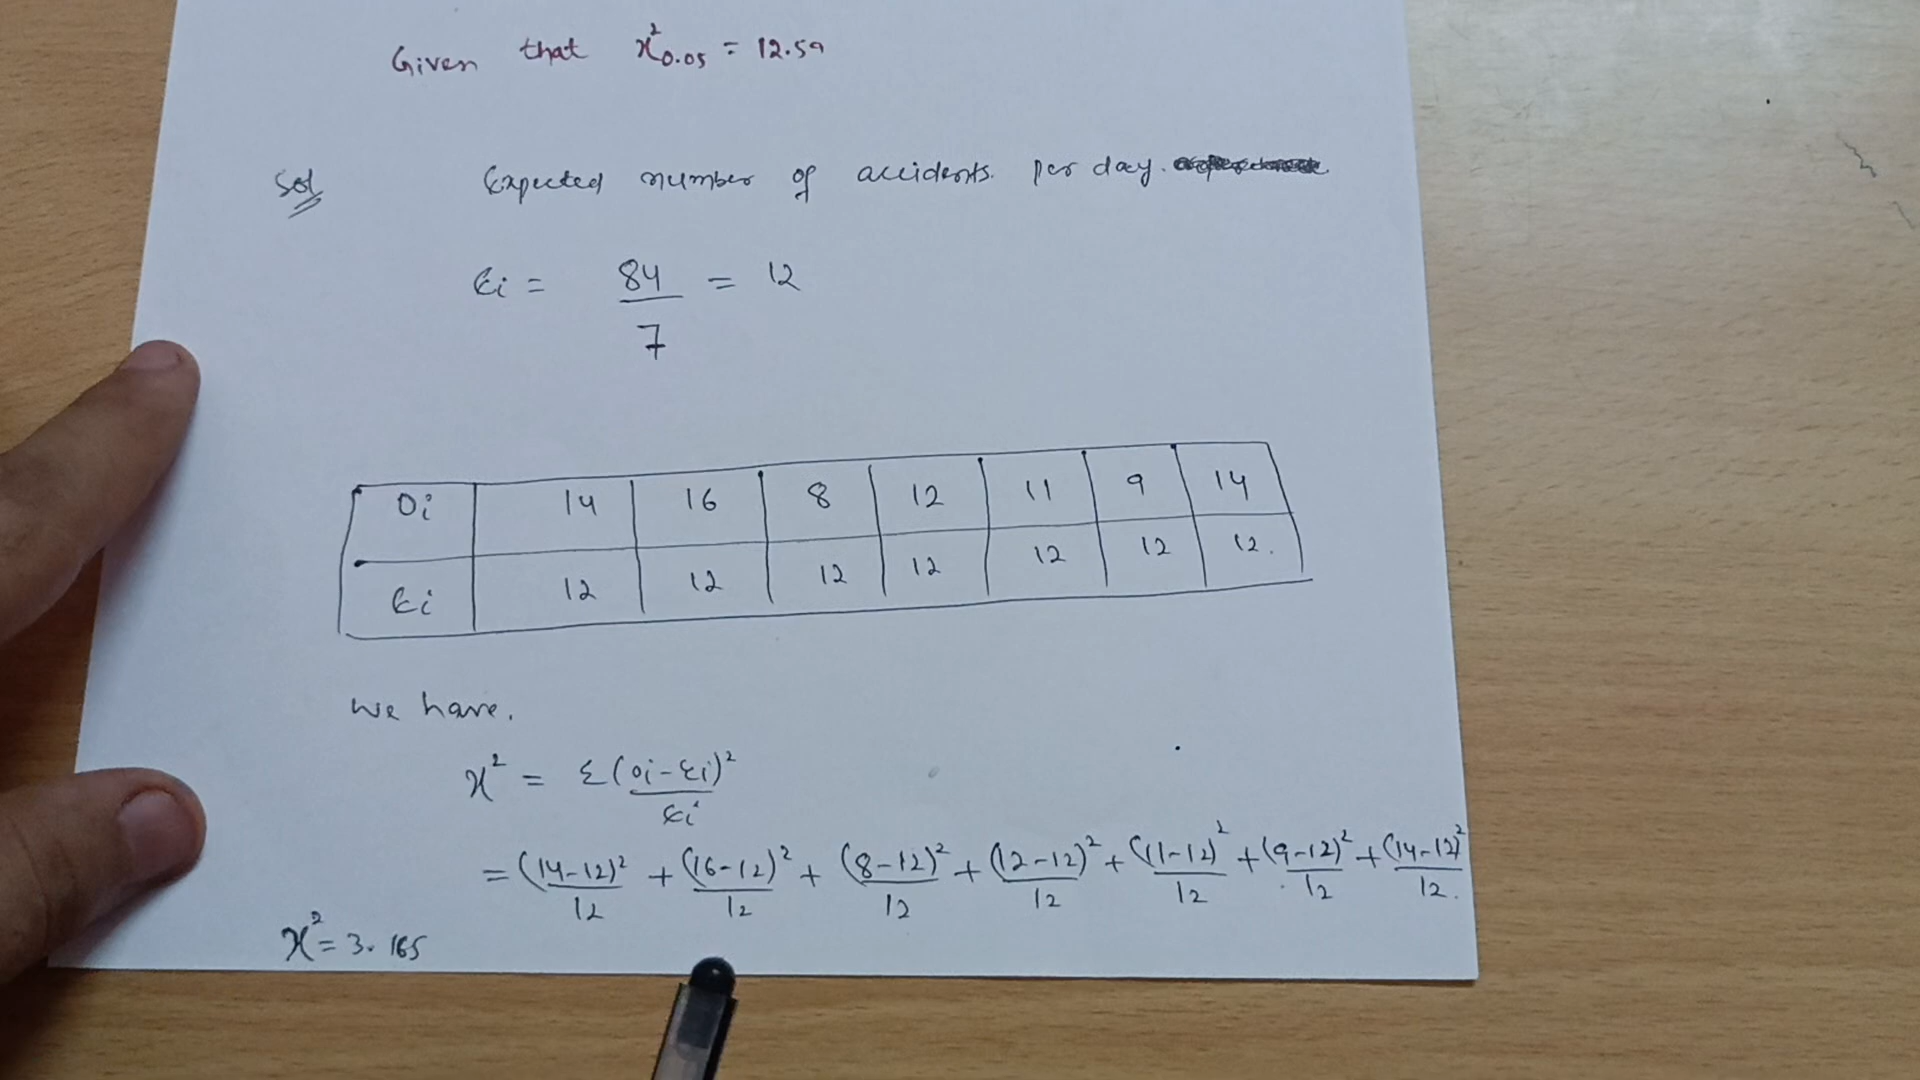 Given that x²0.05 = 12.59
Sol Expected number of accidents. per day.
Ei = 84/7 = 12
Oi 14 16 8 12 11 9 14
Ei 12 12 12 12 12 12 12.
we have.
x² = Σ(oi-Ei)²/Ei
= (14-12)²/12 + (16-12)²/12 + (8-12)²/12 + (12-12)²/12 + (11-12)²/12 + (9-12)²/12 + (14-12)²/12.
x² = 3.165